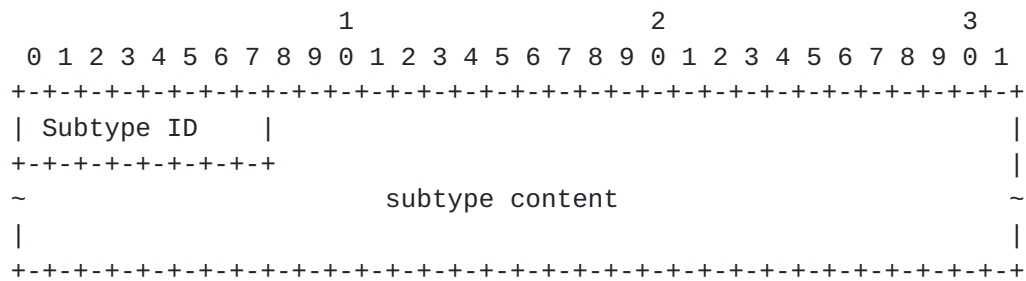 1                   2                   3
 0 1 2 3 4 5 6 7 8 9 0 1 2 3 4 5 6 7 8 9 0 1 2 3 4 5 6 7 8 9 0 1
+-+-+-+-+-+-+-+-+-+-+-+-+-+-+-+-+-+-+-+-+-+-+-+-+-+-+-+-+-+-+-+-+
| Subtype ID    |                                               |
+-+-+-+-+-+-+-+-+                                               |
~                       subtype content                         ~
|                                                               |
+-+-+-+-+-+-+-+-+-+-+-+-+-+-+-+-+-+-+-+-+-+-+-+-+-+-+-+-+-+-+-+-+